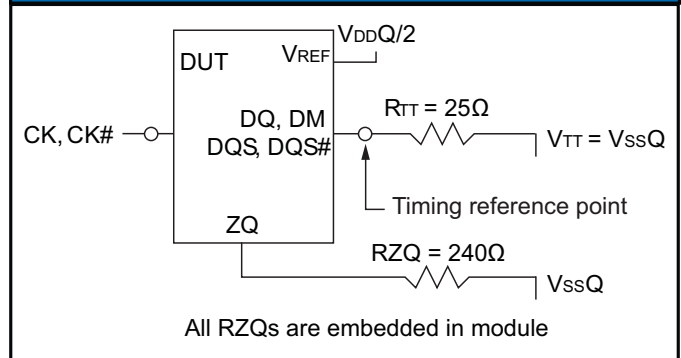 VDDQ/2
DUT
VREF
CK, CK#
DQ, DM
DQS, DQS#
RTT = 25Ω
VTT = VSSQ
Timing reference point
ZQ
RZQ = 240Ω
VSSQ
All RZQs are embedded in module